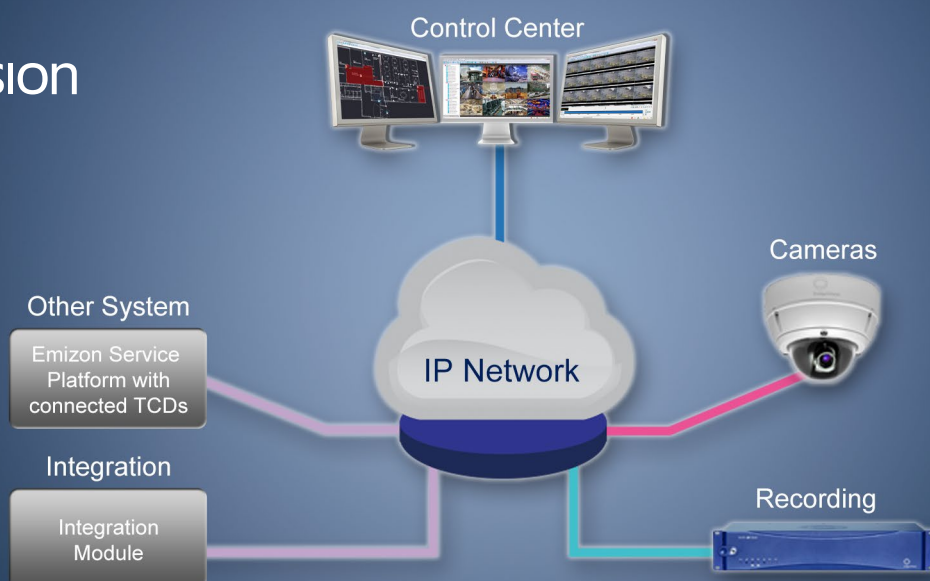 Control Center
sion
Cameras
Other System
Emizon Service
Platform with
connected TCDs
IP Network
Integration
Integration
Module
Recording